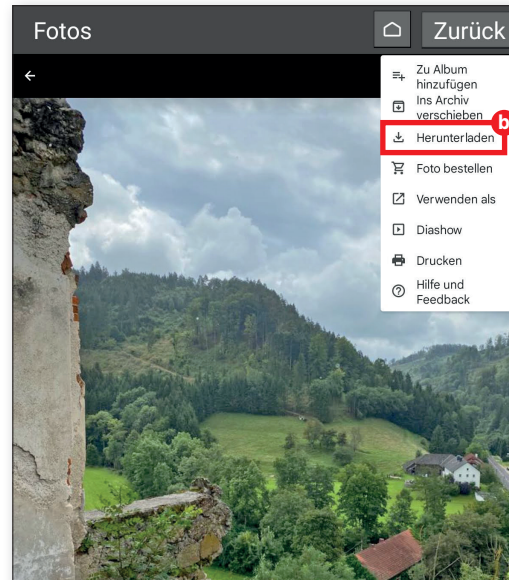 Fotos
Zurück
Zu Album
hinzufügen
Ins Archiv
verschieben
b
Herunterladen
Foto bestellen
Verwenden als
Diashow
Drucken
Hilfe und
Feedback